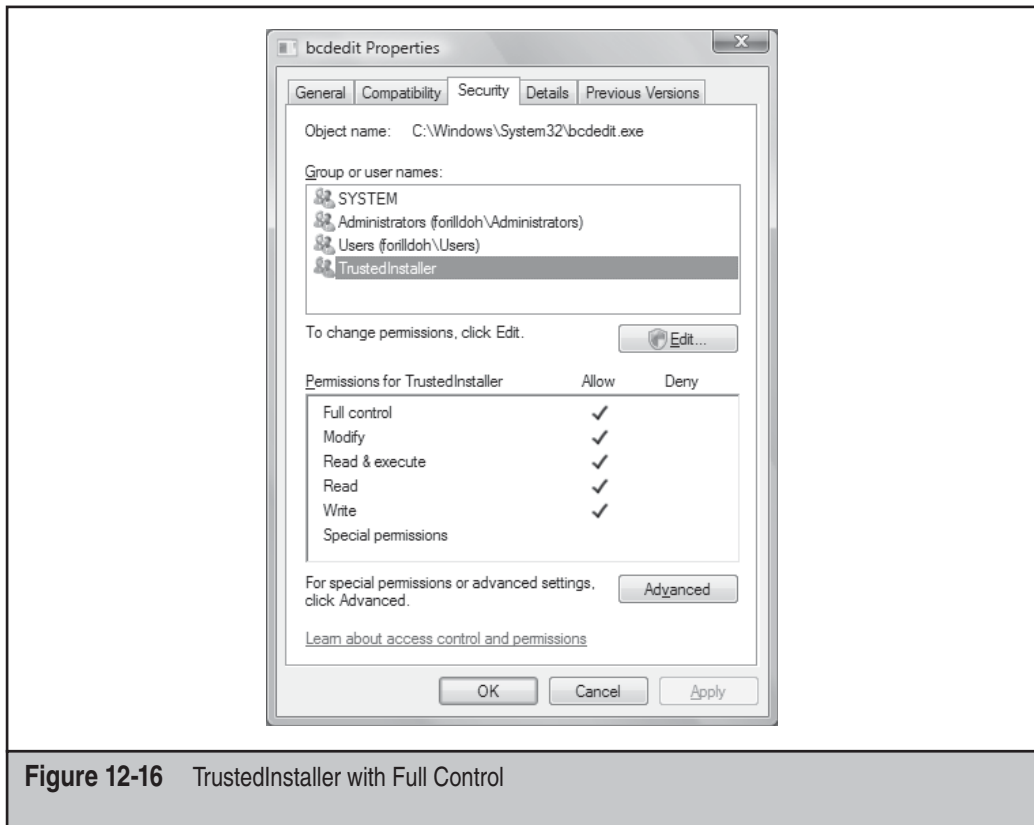 bcdedit Properties
General Compatibility Security Details Previous Versions
Object name: C:\Windows\System32\bcdedit.exe
Group or user names:
SYSTEM
Administrators (forilldoh\Administrators)
Users (forilldoh\Users)
TrustedInstaller
To change permissions, click Edit.
Edit...
Permissions for TrustedInstaller Allow Deny
Full control
Modify
Read & execute
Read
Write
Special permissions
For special permissions or advanced settings,
click Advanced.
Advanced
Learn about access control and permissions
OK Cancel Apply
Figure 12-16 TrustedInstaller with Full Control